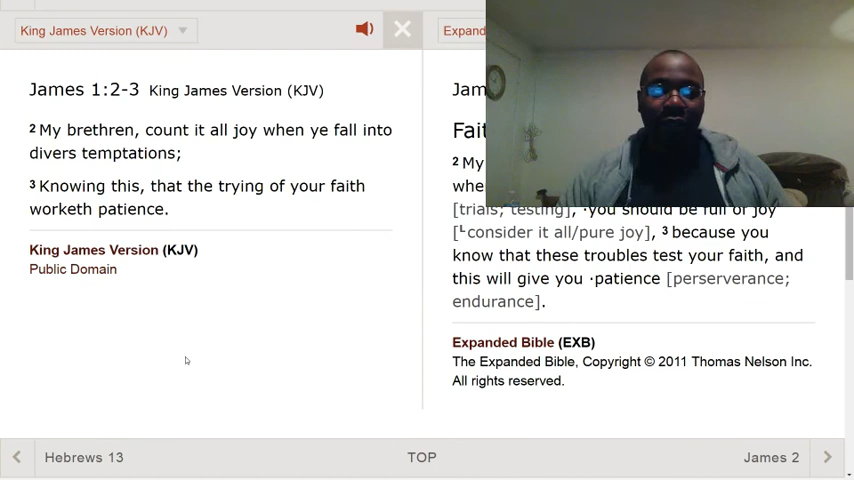 King James Version (KJV)
Expand
James 1:2-3 King James Version (KJV)
2 My brethren, count it all joy when ye fall into
divers temptations;
3 Knowing this, that the trying of your faith
worketh patience.
King James Version (KJV)
Public Domain
Jam
Fait
2 My
when
[trials; testing], ·you should be full of joy
[Lconsider it all/pure joy], 3 because you
know that these troubles test your faith, and
this will give you ·patience [perserverance;
endurance].
Expanded Bible (EXB)
The Expanded Bible, Copyright © 2011 Thomas Nelson Inc.
All rights reserved.
Hebrews 13
TOP
James 2